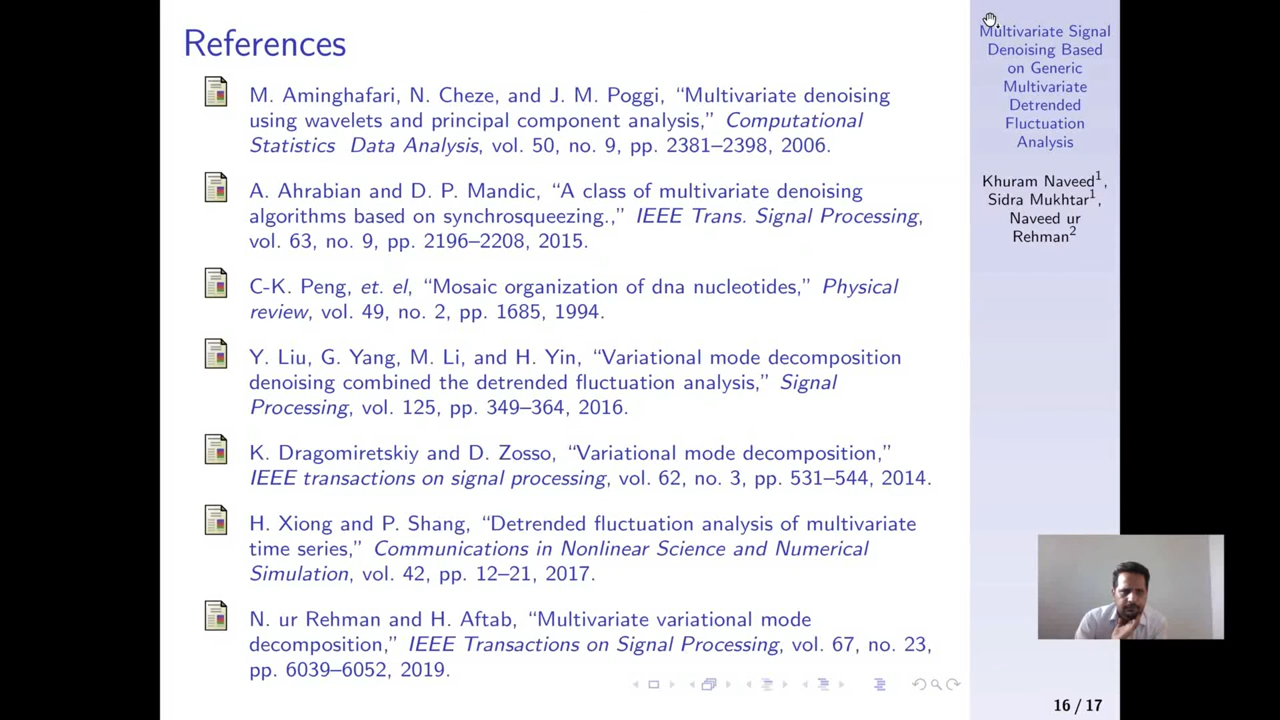 References
M. Aminghafari, N. Cheze, and J. M. Poggi, “Multivariate denoising
using wavelets and principal component analysis,” Computational
Statistics Data Analysis, vol. 50, no. 9, pp. 2381–2398, 2006.
A. Ahrabian and D. P. Mandic, “A class of multivariate denoising
algorithms based on synchrosqueezing.,” IEEE Trans. Signal Processing,
vol. 63, no. 9, pp. 2196–2208, 2015.
C-K. Peng, et. el, “Mosaic organization of dna nucleotides,” Physical
review, vol. 49, no. 2, pp. 1685, 1994.
Y. Liu, G. Yang, M. Li, and H. Yin, “Variational mode decomposition
denoising combined the detrended fluctuation analysis,” Signal
Processing, vol. 125, pp. 349–364, 2016.
K. Dragomiretskiy and D. Zosso, “Variational mode decomposition,”
IEEE transactions on signal processing, vol. 62, no. 3, pp. 531–544, 2014.
H. Xiong and P. Shang, “Detrended fluctuation analysis of multivariate
time series,” Communications in Nonlinear Science and Numerical
Simulation, vol. 42, pp. 12–21, 2017.
N. ur Rehman and H. Aftab, “Multivariate variational mode
decomposition,” IEEE Transactions on Signal Processing, vol. 67, no. 23,
pp. 6039–6052, 2019.
Multivariate Signal
Denoising Based
on Generic
Multivariate
Detrended
Fluctuation
Analysis
Khuram Naveed¹,
Sidra Mukhtar¹,
Naveed ur
Rehman²
16 / 17